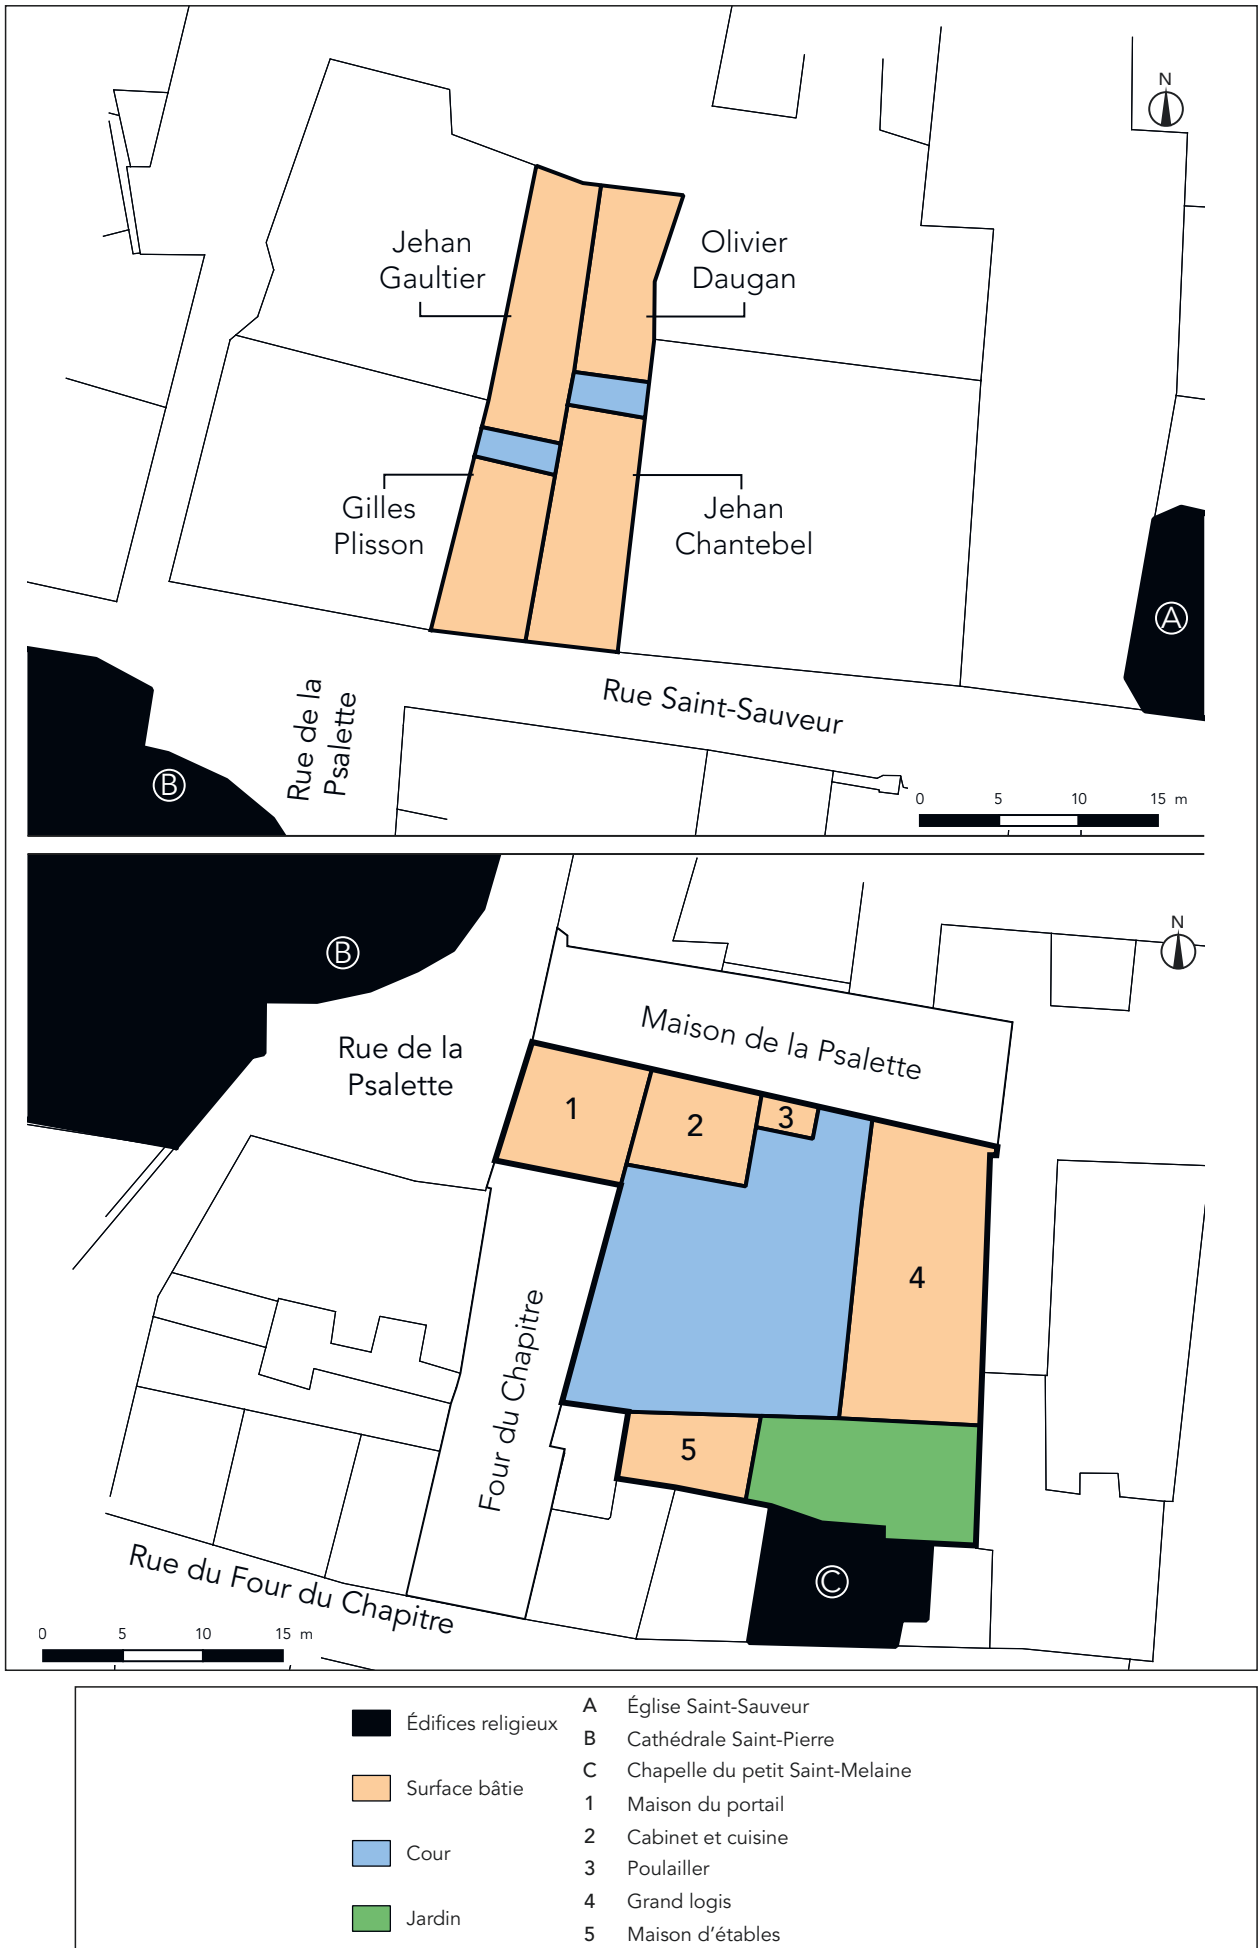 N
Jehan
Gaultier
Olivier
Daugan
Gilles
Plisson
Jehan
Chantebel
A
Rue Saint-Sauveur
Rue de la
Psalette
B
0 5 10 15 m
B
N
Maison de la Psalette
Rue de la
Psalette
1
2
3
4
Four du Chapitre
5
C
Rue du Four du Chapitre
0 5 10 15 m
Édifices religieux
Surface bâtie
Cour
Jardin
A Église Saint-Sauveur
B Cathédrale Saint-Pierre
C Chapelle du petit Saint-Melaine
1 Maison du portail
2 Cabinet et cuisine
3 Poulailler
4 Grand logis
5 Maison d'étables